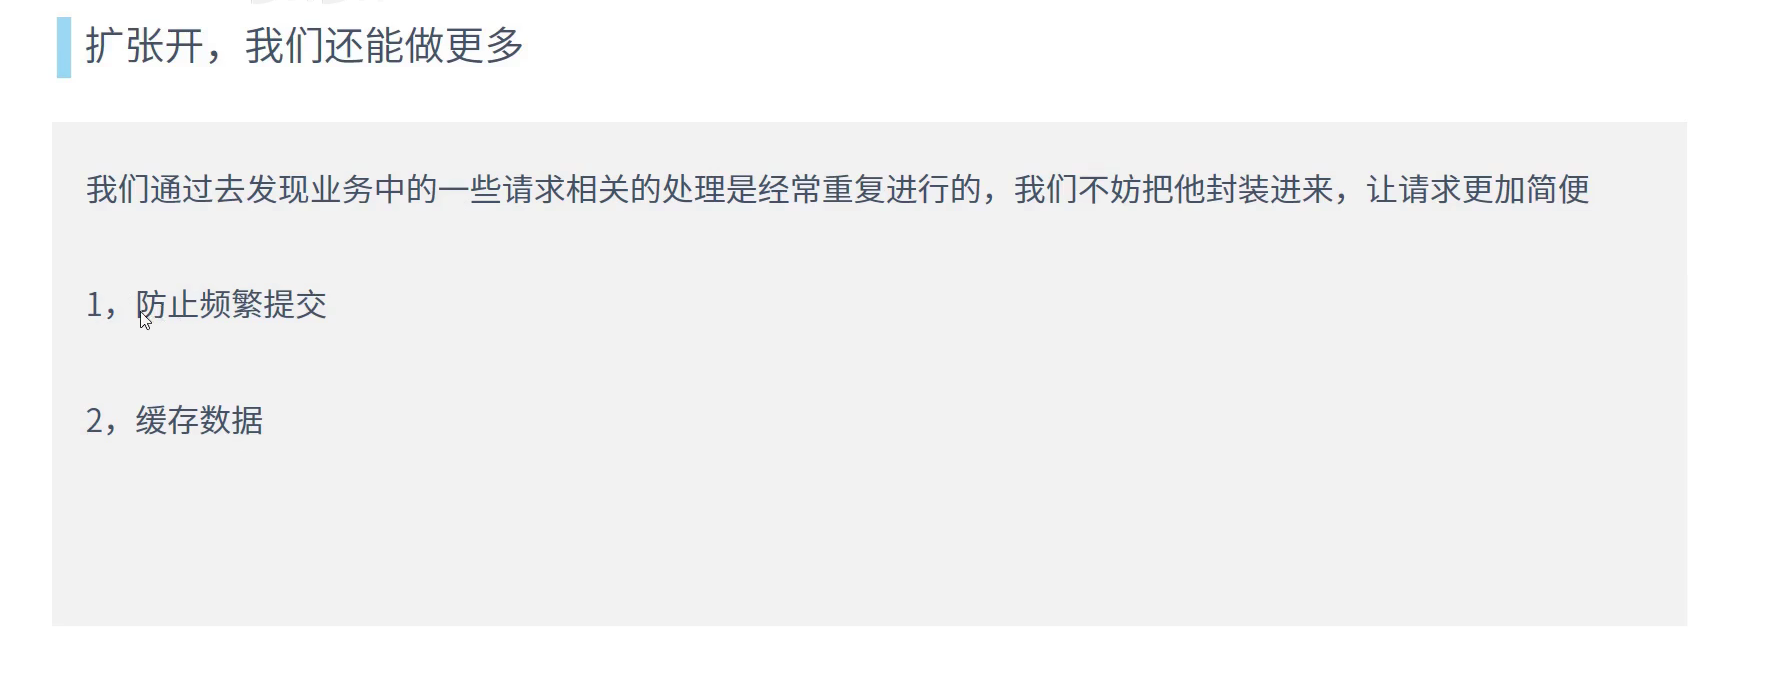 扩张开，我们还能做更多
我们通过去发现业务中的一些请求相关的处理是经常重复进行的，我们不妨把他封装进来，让请求更加简便
1，防止频繁提交
2，缓存数据